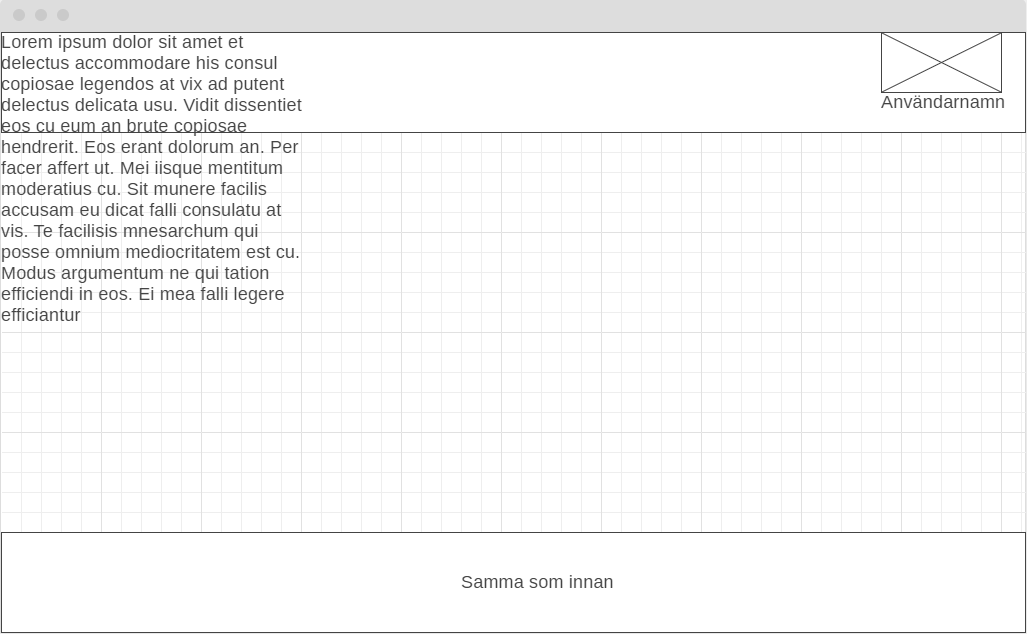 Lorem ipsum dolor sit amet et
delectus accommodare his consul
copiosae legendos at vix ad putent
delectus delicata usu. Vidit dissentiet
eos cu eum an brute copiosae
hendrerit. Eos erant dolorum an. Per
facer affert ut. Mei iisque mentitum
moderatius cu. Sit munere facilis
accusam eu dicat falli consulatu at
vis. Te facilisis mnesarchum qui
posse omnium mediocritatem est cu.
Modus argumentum ne qui tation
efficiendi in eos. Ei mea falli legere
efficiantur
Användarnamn
Samma som innan